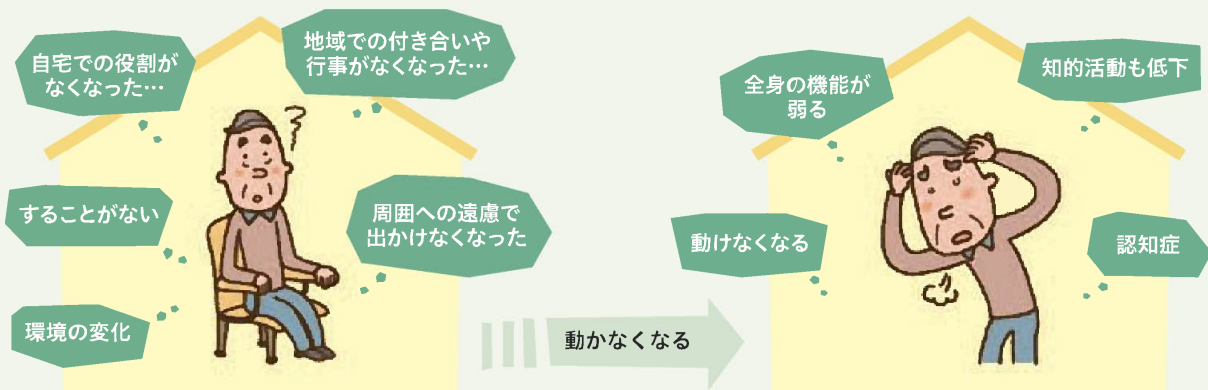 自宅での役割が
なくなった…
地域での付き合いや
行事がなくなった…
することがない
周囲への遠慮で
出かけなくなった
環境の変化
動かなくなる
全身の機能が
弱る
知的活動も低下
動けなくなる
認知症